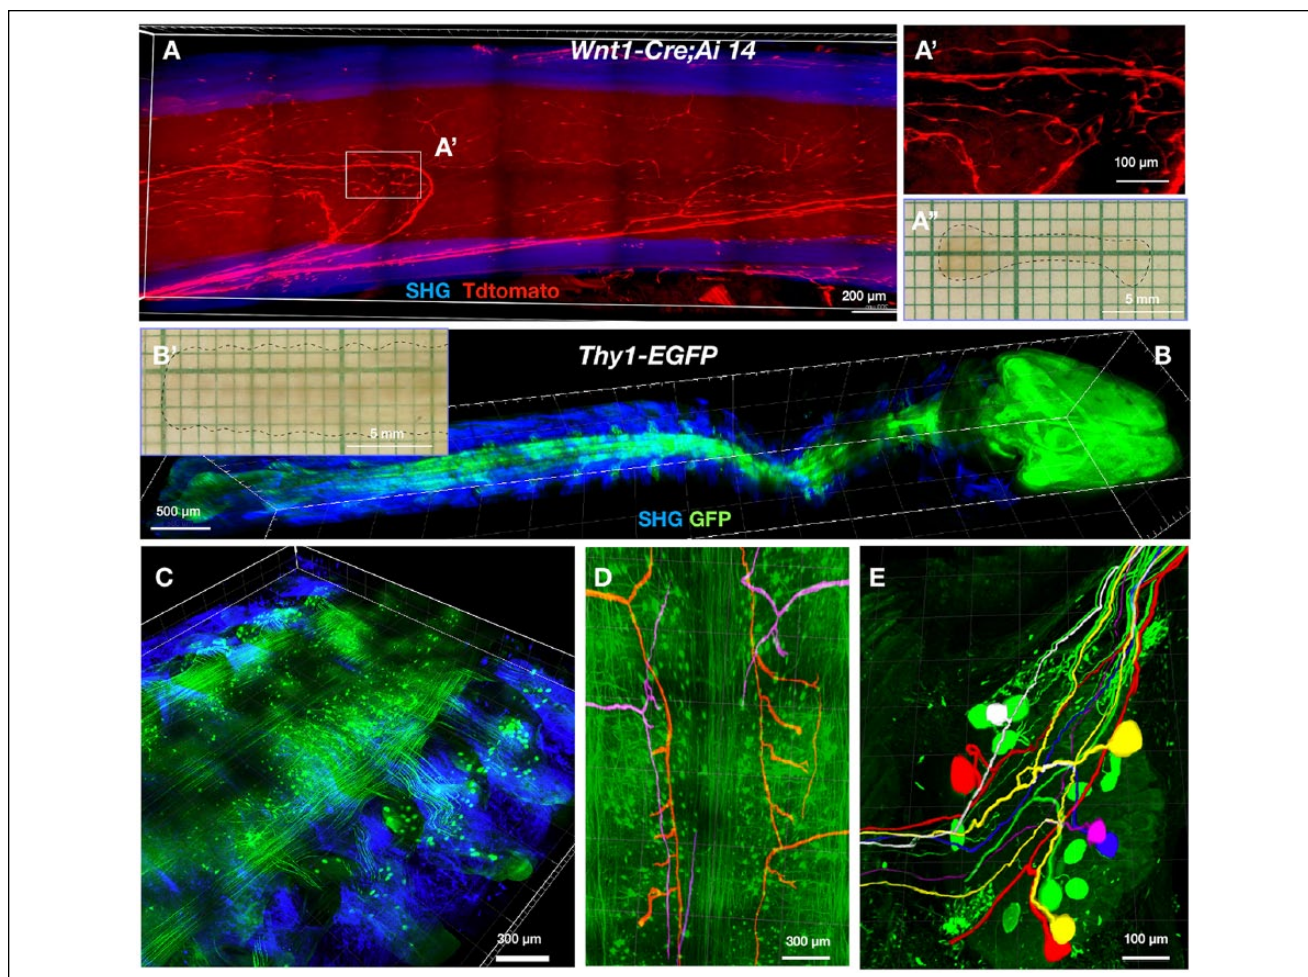 A
Wnt1-Cre;Ai 14
A'
SHG Tdtomato
200 µm
A'
100 µm
A"
5 mm
B'
5 mm
Thy1-EGFP
B
500 µm
SHG GFP
C
300 µm
D
300 µm
E
100 µm